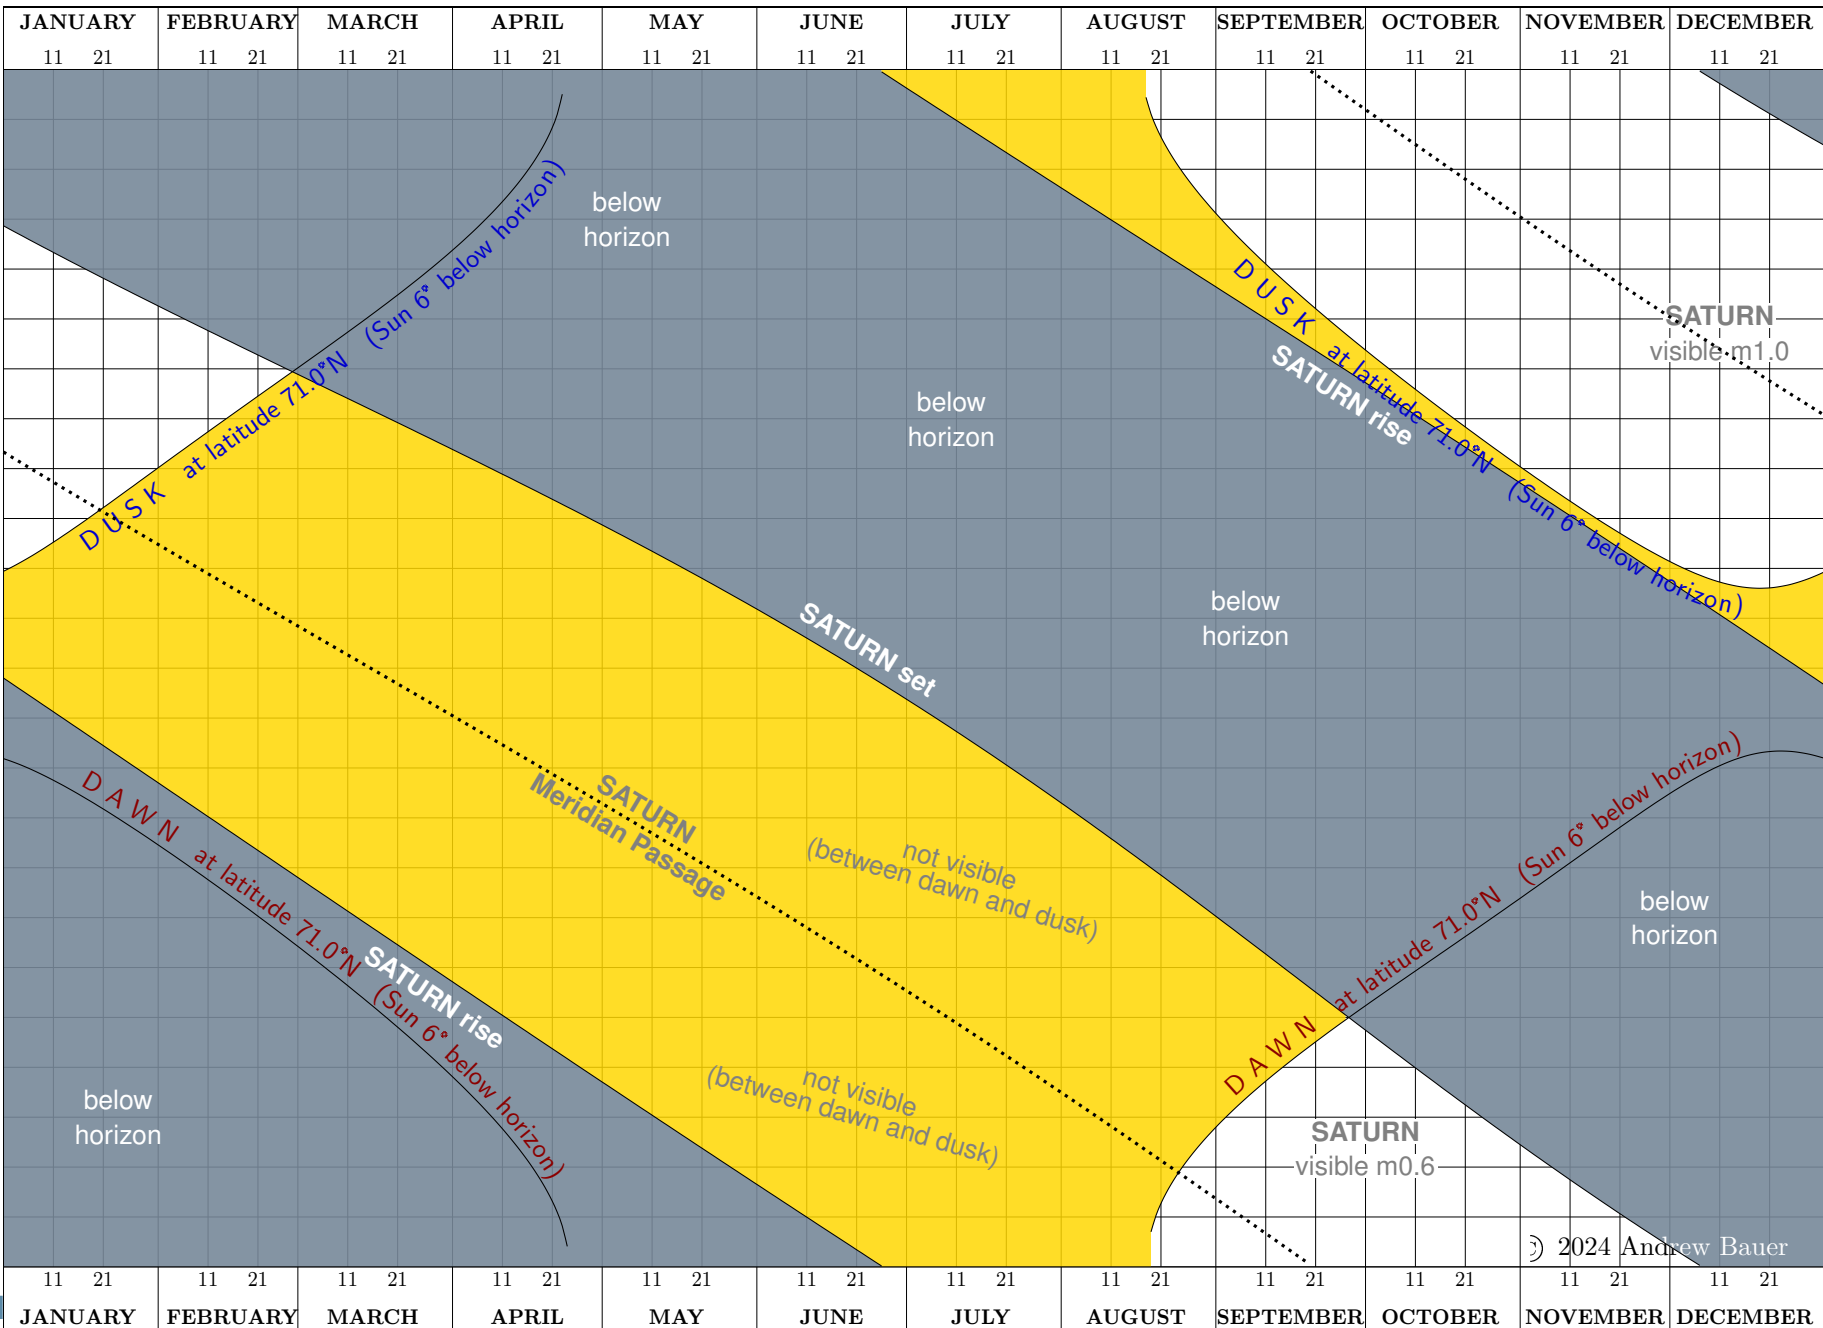 JANUARY FEBRUARY MARCH APRIL MAY JUNE JULY AUGUST SEPTEMBER OCTOBER NOVEMBER DECEMBER
11 21 11 21 11 21 11 21 11 21 11 21 11 21 11 21 11 21 11 21 11 21 11 21
below
horizon
DUSK at latitude 71.0°N (Sun 6° below horizon)
DUSK at latitude 71.0°N (Sun 6° below horizon)
SATURN
visible m1.0
SATURN rise
below
horizon
below
horizon
SATURN set
SATURN
Meridian Passage
not visible
(between dawn and dusk)
DAWN at latitude 71.0°N (Sun 6° below horizon)
DAWN at latitude 71.0°N (Sun 6° below horizon)
SATURN rise
below
horizon
below
horizon
not visible
(between dawn and dusk)
SATURN
visible m0.6
© 2024 Andrew Bauer
11 21 11 21 11 21 11 21 11 21 11 21 11 21 11 21 11 21 11 21 11 21 11 21
JANUARY FEBRUARY MARCH APRIL MAY JUNE JULY AUGUST SEPTEMBER OCTOBER NOVEMBER DECEMBER